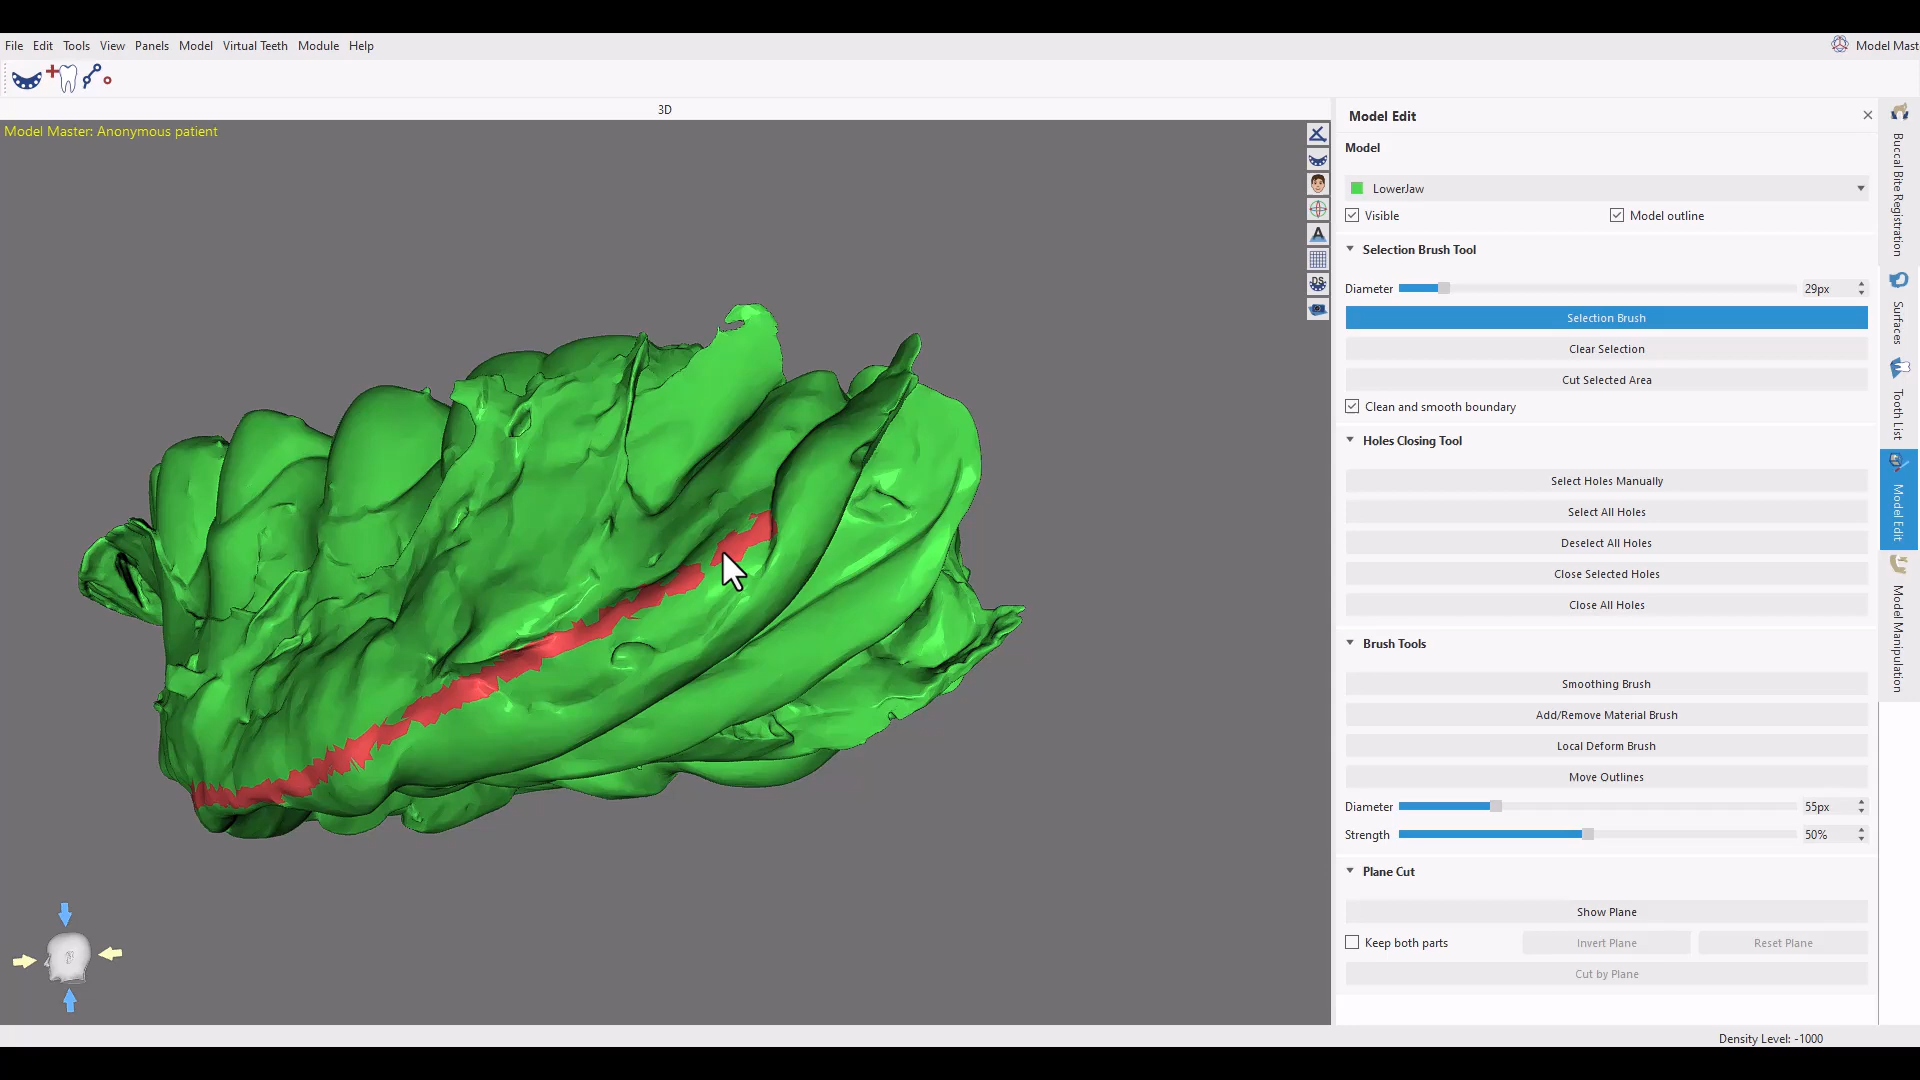 File Edit Tools View Panels Model Virtual Teeth Module Help
Model Mast
3D
Model Master: Anonymous patient
A
DS
Model Edit
Model
LowerJaw
Visible
Model outline
Selection Brush Tool
Diameter
29px
Selection Brush
Clear Selection
Cut Selected Area
Clean and smooth boundary
Holes Closing Tool
Select Holes Manually
Select All Holes
Deselect All Holes
Close Selected Holes
Close All Holes
Brush Tools
Smoothing Brush
Add/Remove Material Brush
Local Deform Brush
Move Outlines
Diameter
55px
Strength
50%
Plane Cut
Show Plane
Keep both parts
Invert Plane
Reset Plane
Cut by Plane
Buccal Bite Registration
Surfaces
Tooth List
Model Edit
Model Manipulation
Density Level: -1000